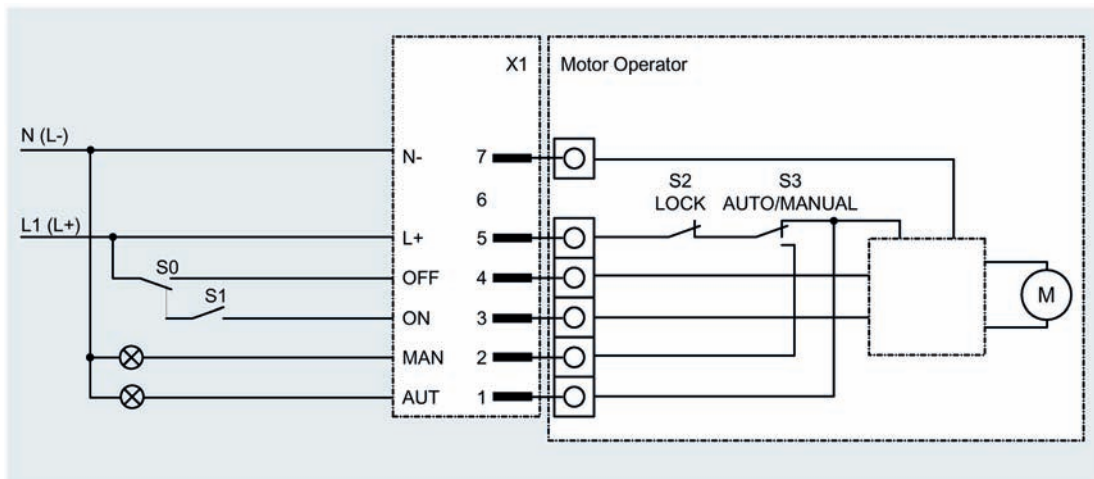 X1
Motor Operator
N (L-)
N- 7
6
S2
LOCK
S3
AUTO/MANUAL
L1 (L+)
L+ 5
S0
OFF 4
S1
ON 3
M
MAN 2
AUT 1